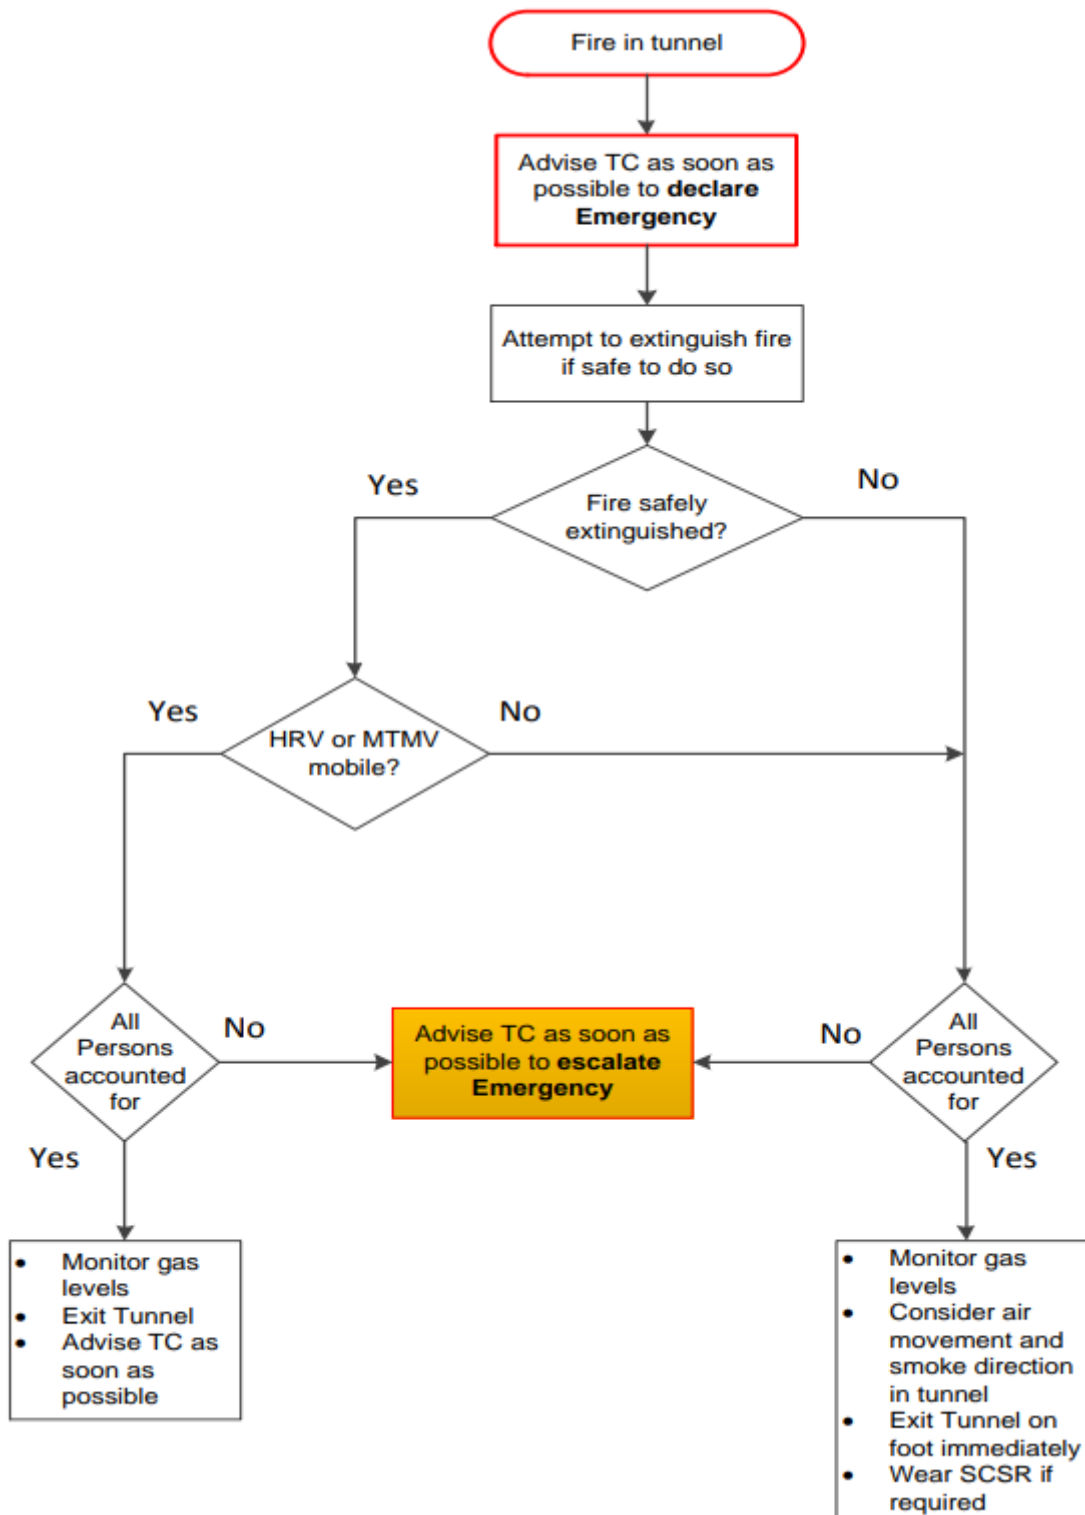 Fire in tunnel
Advise TC as soon as
possible to declare
Emergency
Attempt to extinguish fire
if safe to do so
Yes
No
Fire safely
extinguished?
Yes
No
HRV or MTMV
mobile?
All
Persons
accounted
for
No
Advise TC as soon as
possible to escalate
Emergency
No
All
Persons
accounted
for
Yes
Yes
• Monitor gas
levels
• Exit Tunnel
• Advise TC as
soon as
possible
• Monitor gas
levels
• Consider air
movement and
smoke direction
in tunnel
• Exit Tunnel on
foot immediately
• Wear SCSR if
required